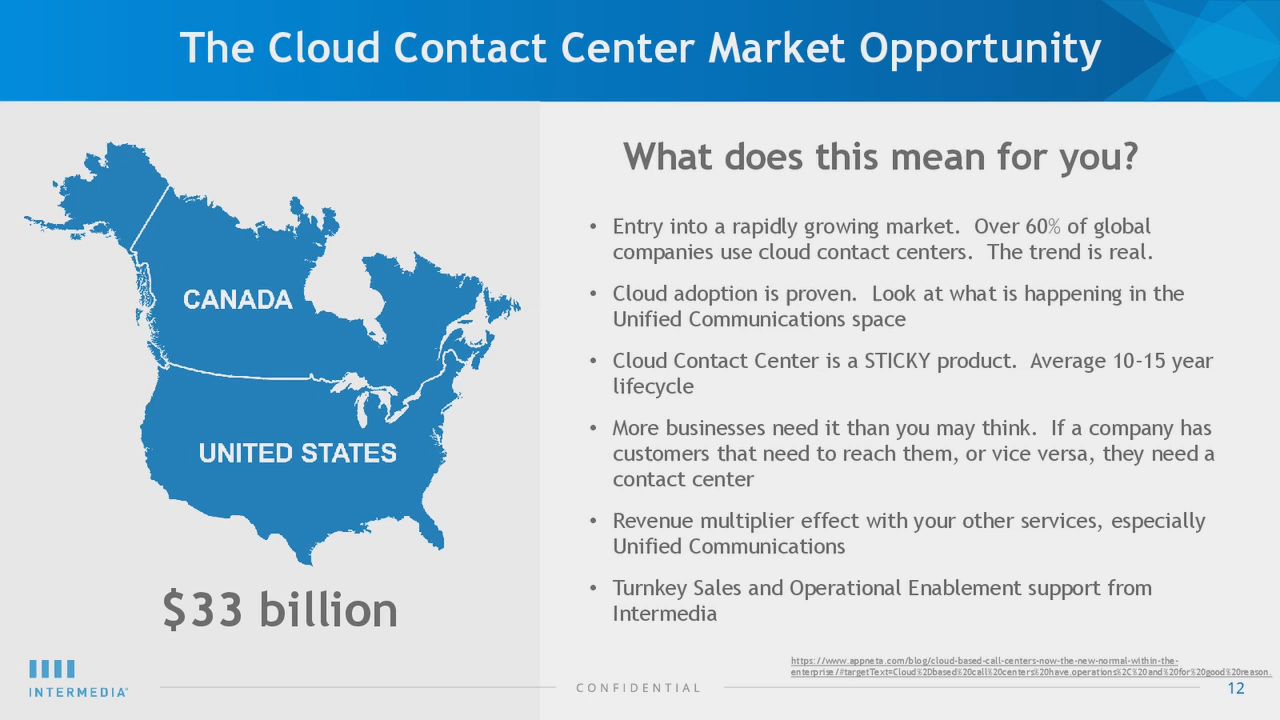 The Cloud Contact Center Market Opportunity
CANADA
UNITED STATES
$33 billion
What does this mean for you?
• Entry into a rapidly growing market.  Over 60% of global
companies use cloud contact centers.  The trend is real.
• Cloud adoption is proven.  Look at what is happening in the
Unified Communications space
• Cloud Contact Center is a STICKY product.  Average 10-15 year
lifecycle
• More businesses need it than you may think.  If a company has
customers that need to reach them, or vice versa, they need a
contact center
• Revenue multiplier effect with your other services, especially
Unified Communications
• Turnkey Sales and Operational Enablement support from
Intermedia
https://www.appneta.com/blog/cloud-based-call-centers-now-the-new-normal-within-the-
enterprise/#targetText=Cloud%2Dbased%20call%20centers%20have,operations%2C%20and%20for%20good%20reason.
INTERMEDIA®
CONFIDENTIAL
12